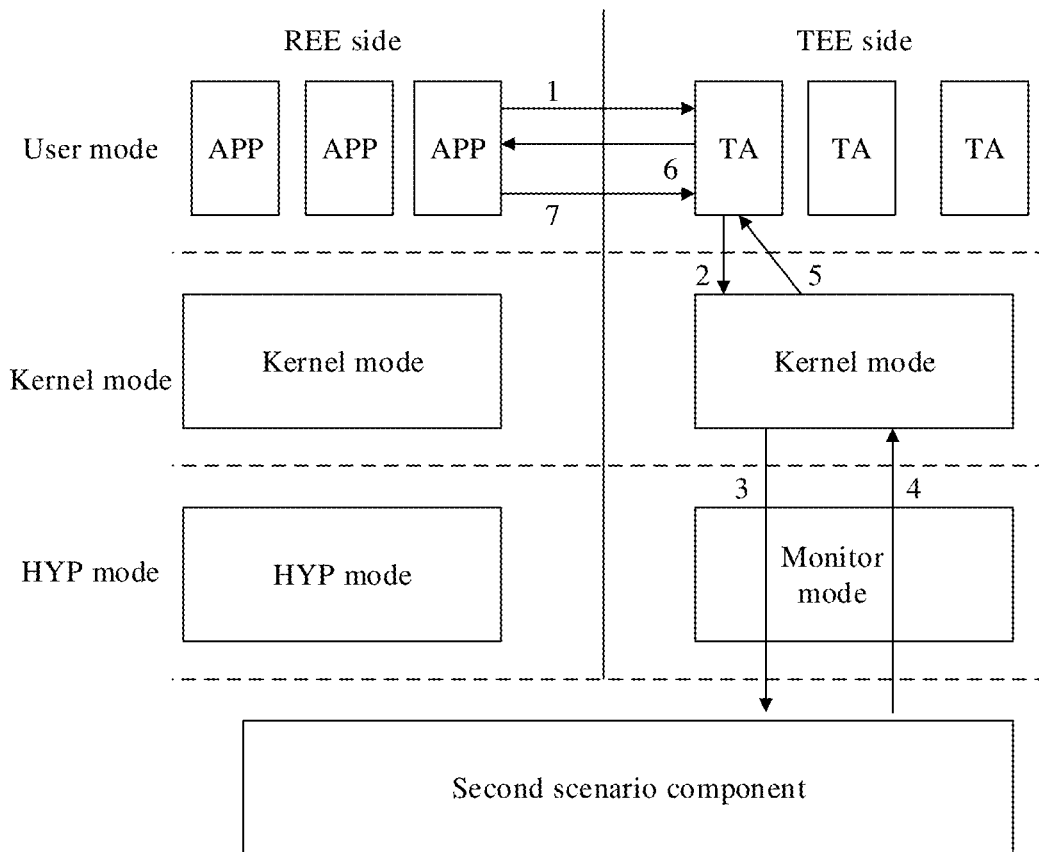 REE side
TEE side
User mode
APP
APP
APP
1
6
7
TA
TA
TA
2
5
Kernel mode
Kernel mode
Kernel mode
3
4
HYP mode
HYP mode
Monitor
mode
Second scenario component